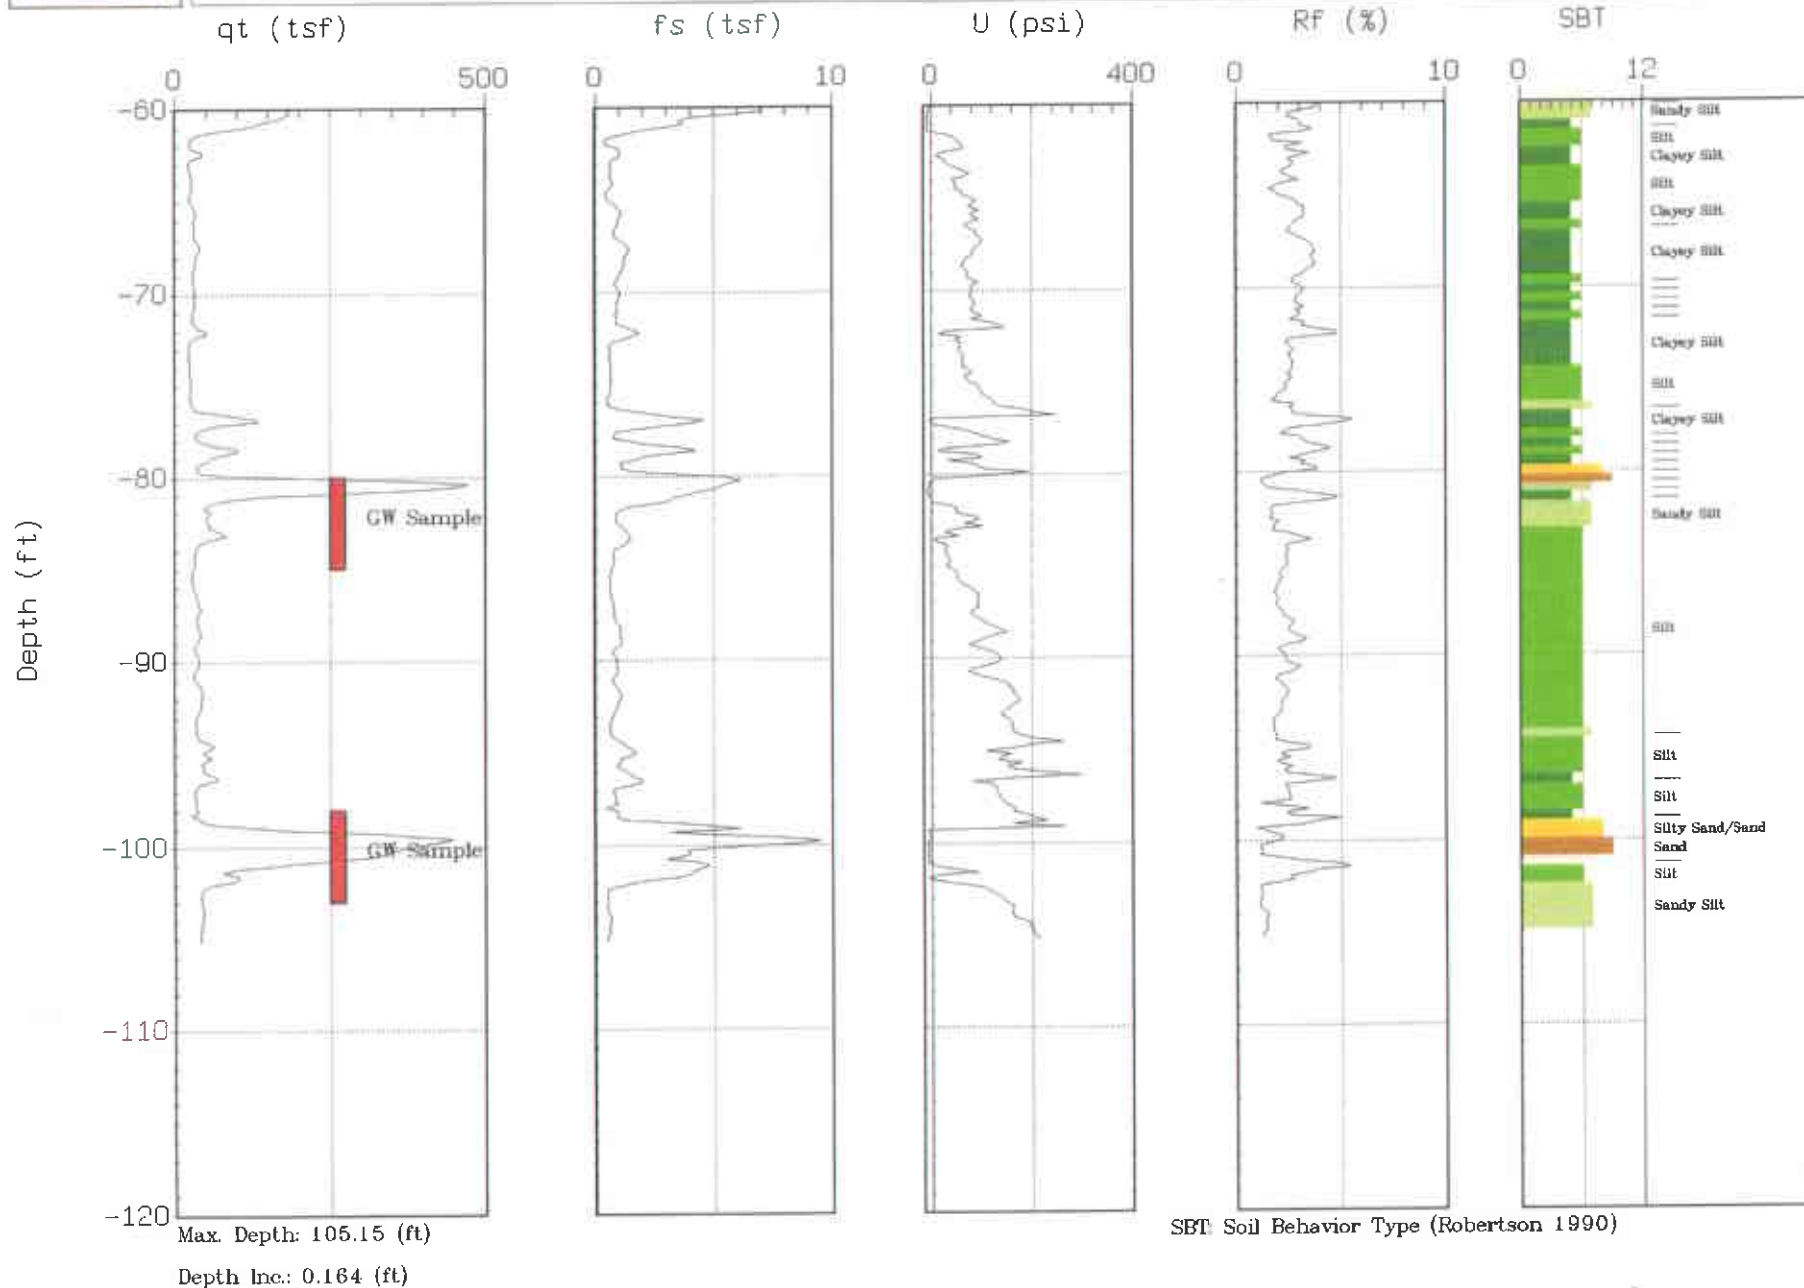 qt (tsf)
fs (tsf)
U (psi)
Rf (%)
SBT
0 500
0 10
0 400
0 10
0 12
Depth (ft)
-60
-70
-80
-90
-100
-110
-120
GW Sample
GW Sample
Sandy Silt
Silt
Clayey Silt
Silt
Clayey Silt
Clayey Silt
Clayey Silt
Silt
Clayey Silt
Sandy Silt
Silt
Silt
Silt
Silty Sand/Sand
Sand
Silt
Sandy Silt
Max. Depth: 105.15 (ft)
Depth Inc.: 0.164 (ft)
SBT: Soil Behavior Type (Robertson 1990)